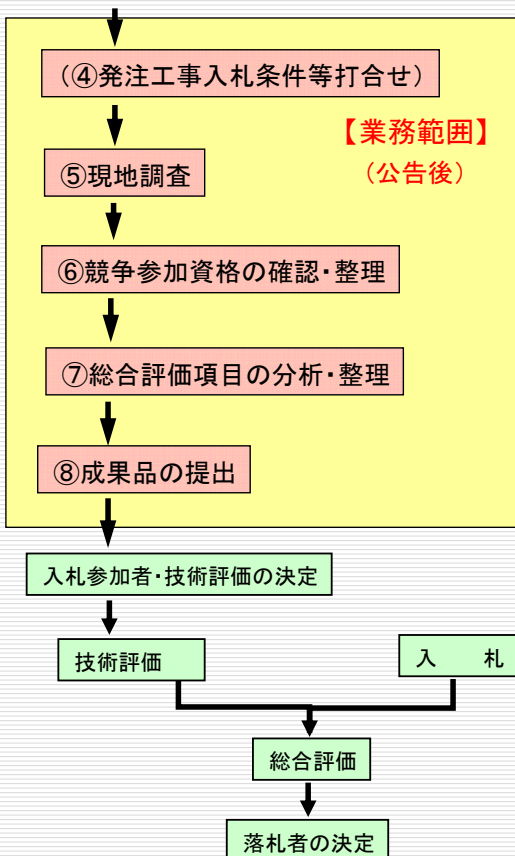 (④発注工事入札条件等打合せ)
【業務範囲】
(公告後)
⑤現地調査
⑥競争参加資格の確認・整理
⑦総合評価項目の分析・整理
⑧成果品の提出
入札参加者・技術評価の決定
技術評価
入 札
総合評価
落札者の決定